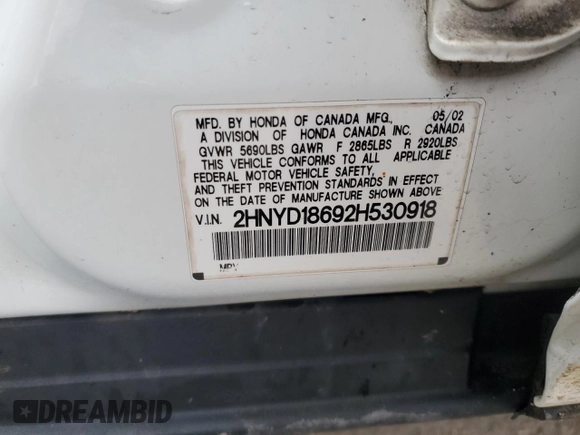 MFD. BY HONDA OF CANADA MFG., 05/02
A DIVISION OF HONDA CANADA INC. CANADA
GVWR 5690LBS GAWR F 2865LBS R 2920LBS
THIS VEHICLE CONFORMS TO ALL APPLICABLE
FEDERAL MOTOR VEHICLE SAFETY,
AND THEFT PREVENTION STANDARDS IN EFFECT
ON THE DATE OF MANUFACTURE SHOWN ABOVE
V.I.N. 2HNYD18692H530918
MPV
DREAMBID